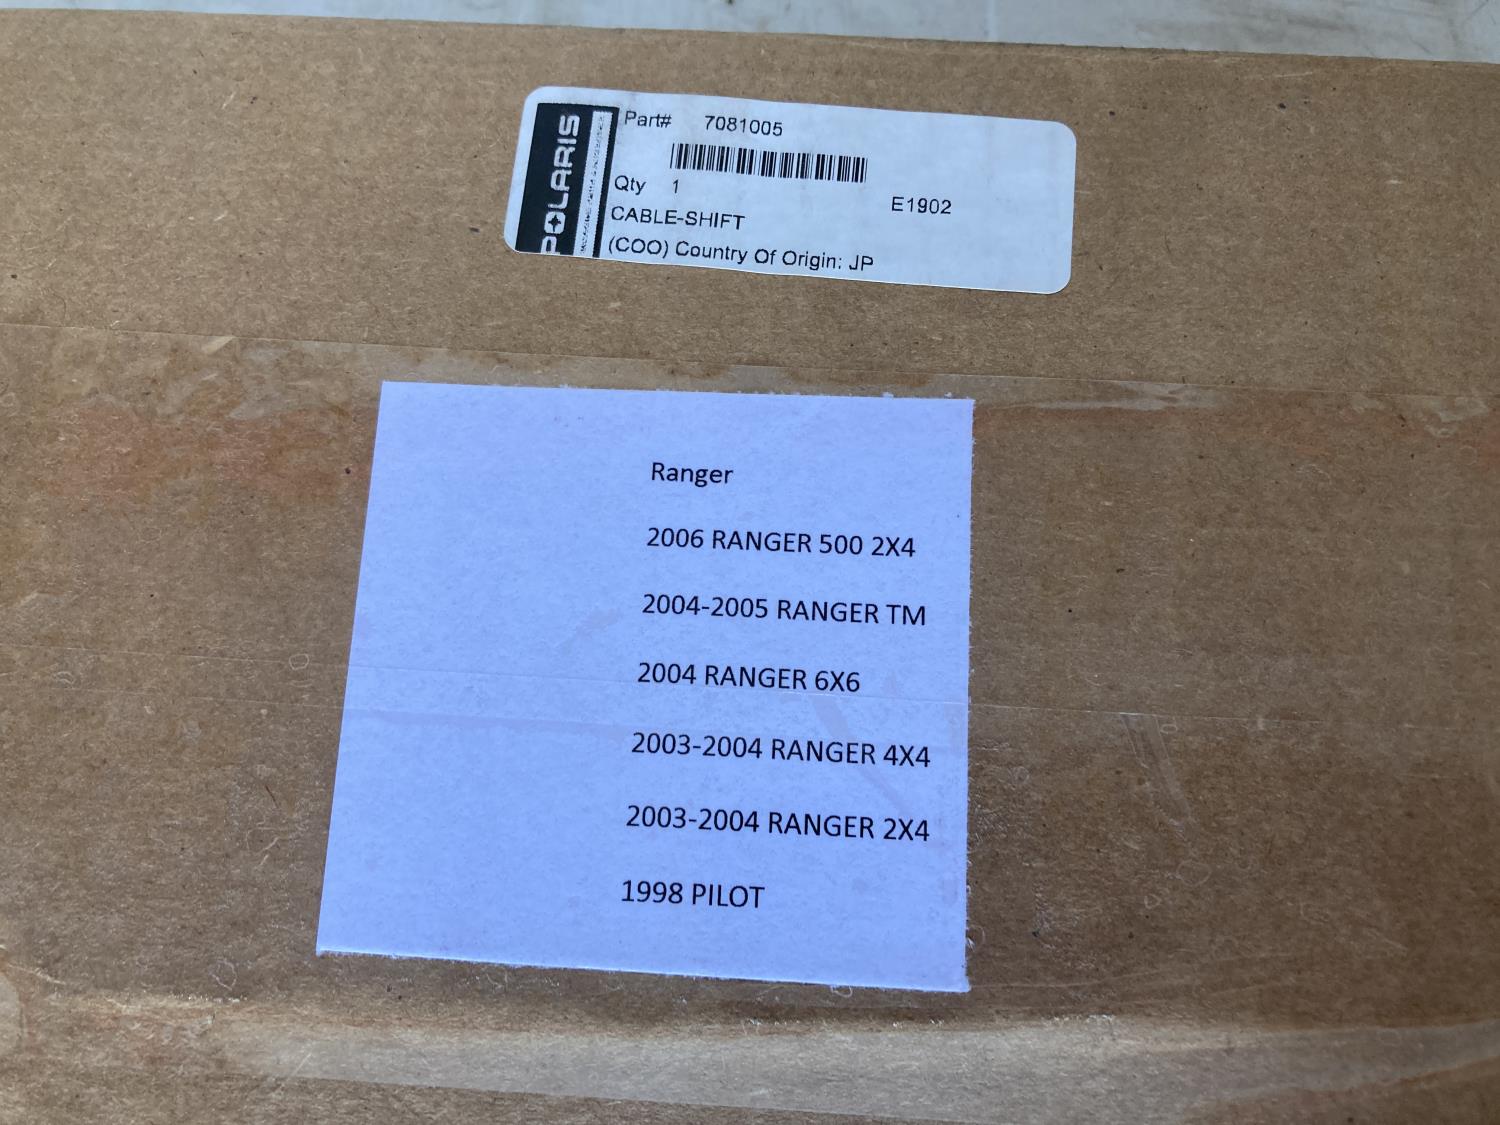 POLARIS
Part# 7081005
Qty 1
E1902
CABLE-SHIFT
(COO) Country Of Origin: JP
Ranger
2006 RANGER 500 2X4
2004-2005 RANGER TM
2004 RANGER 6X6
2003-2004 RANGER 4X4
2003-2004 RANGER 2X4
1998 PILOT